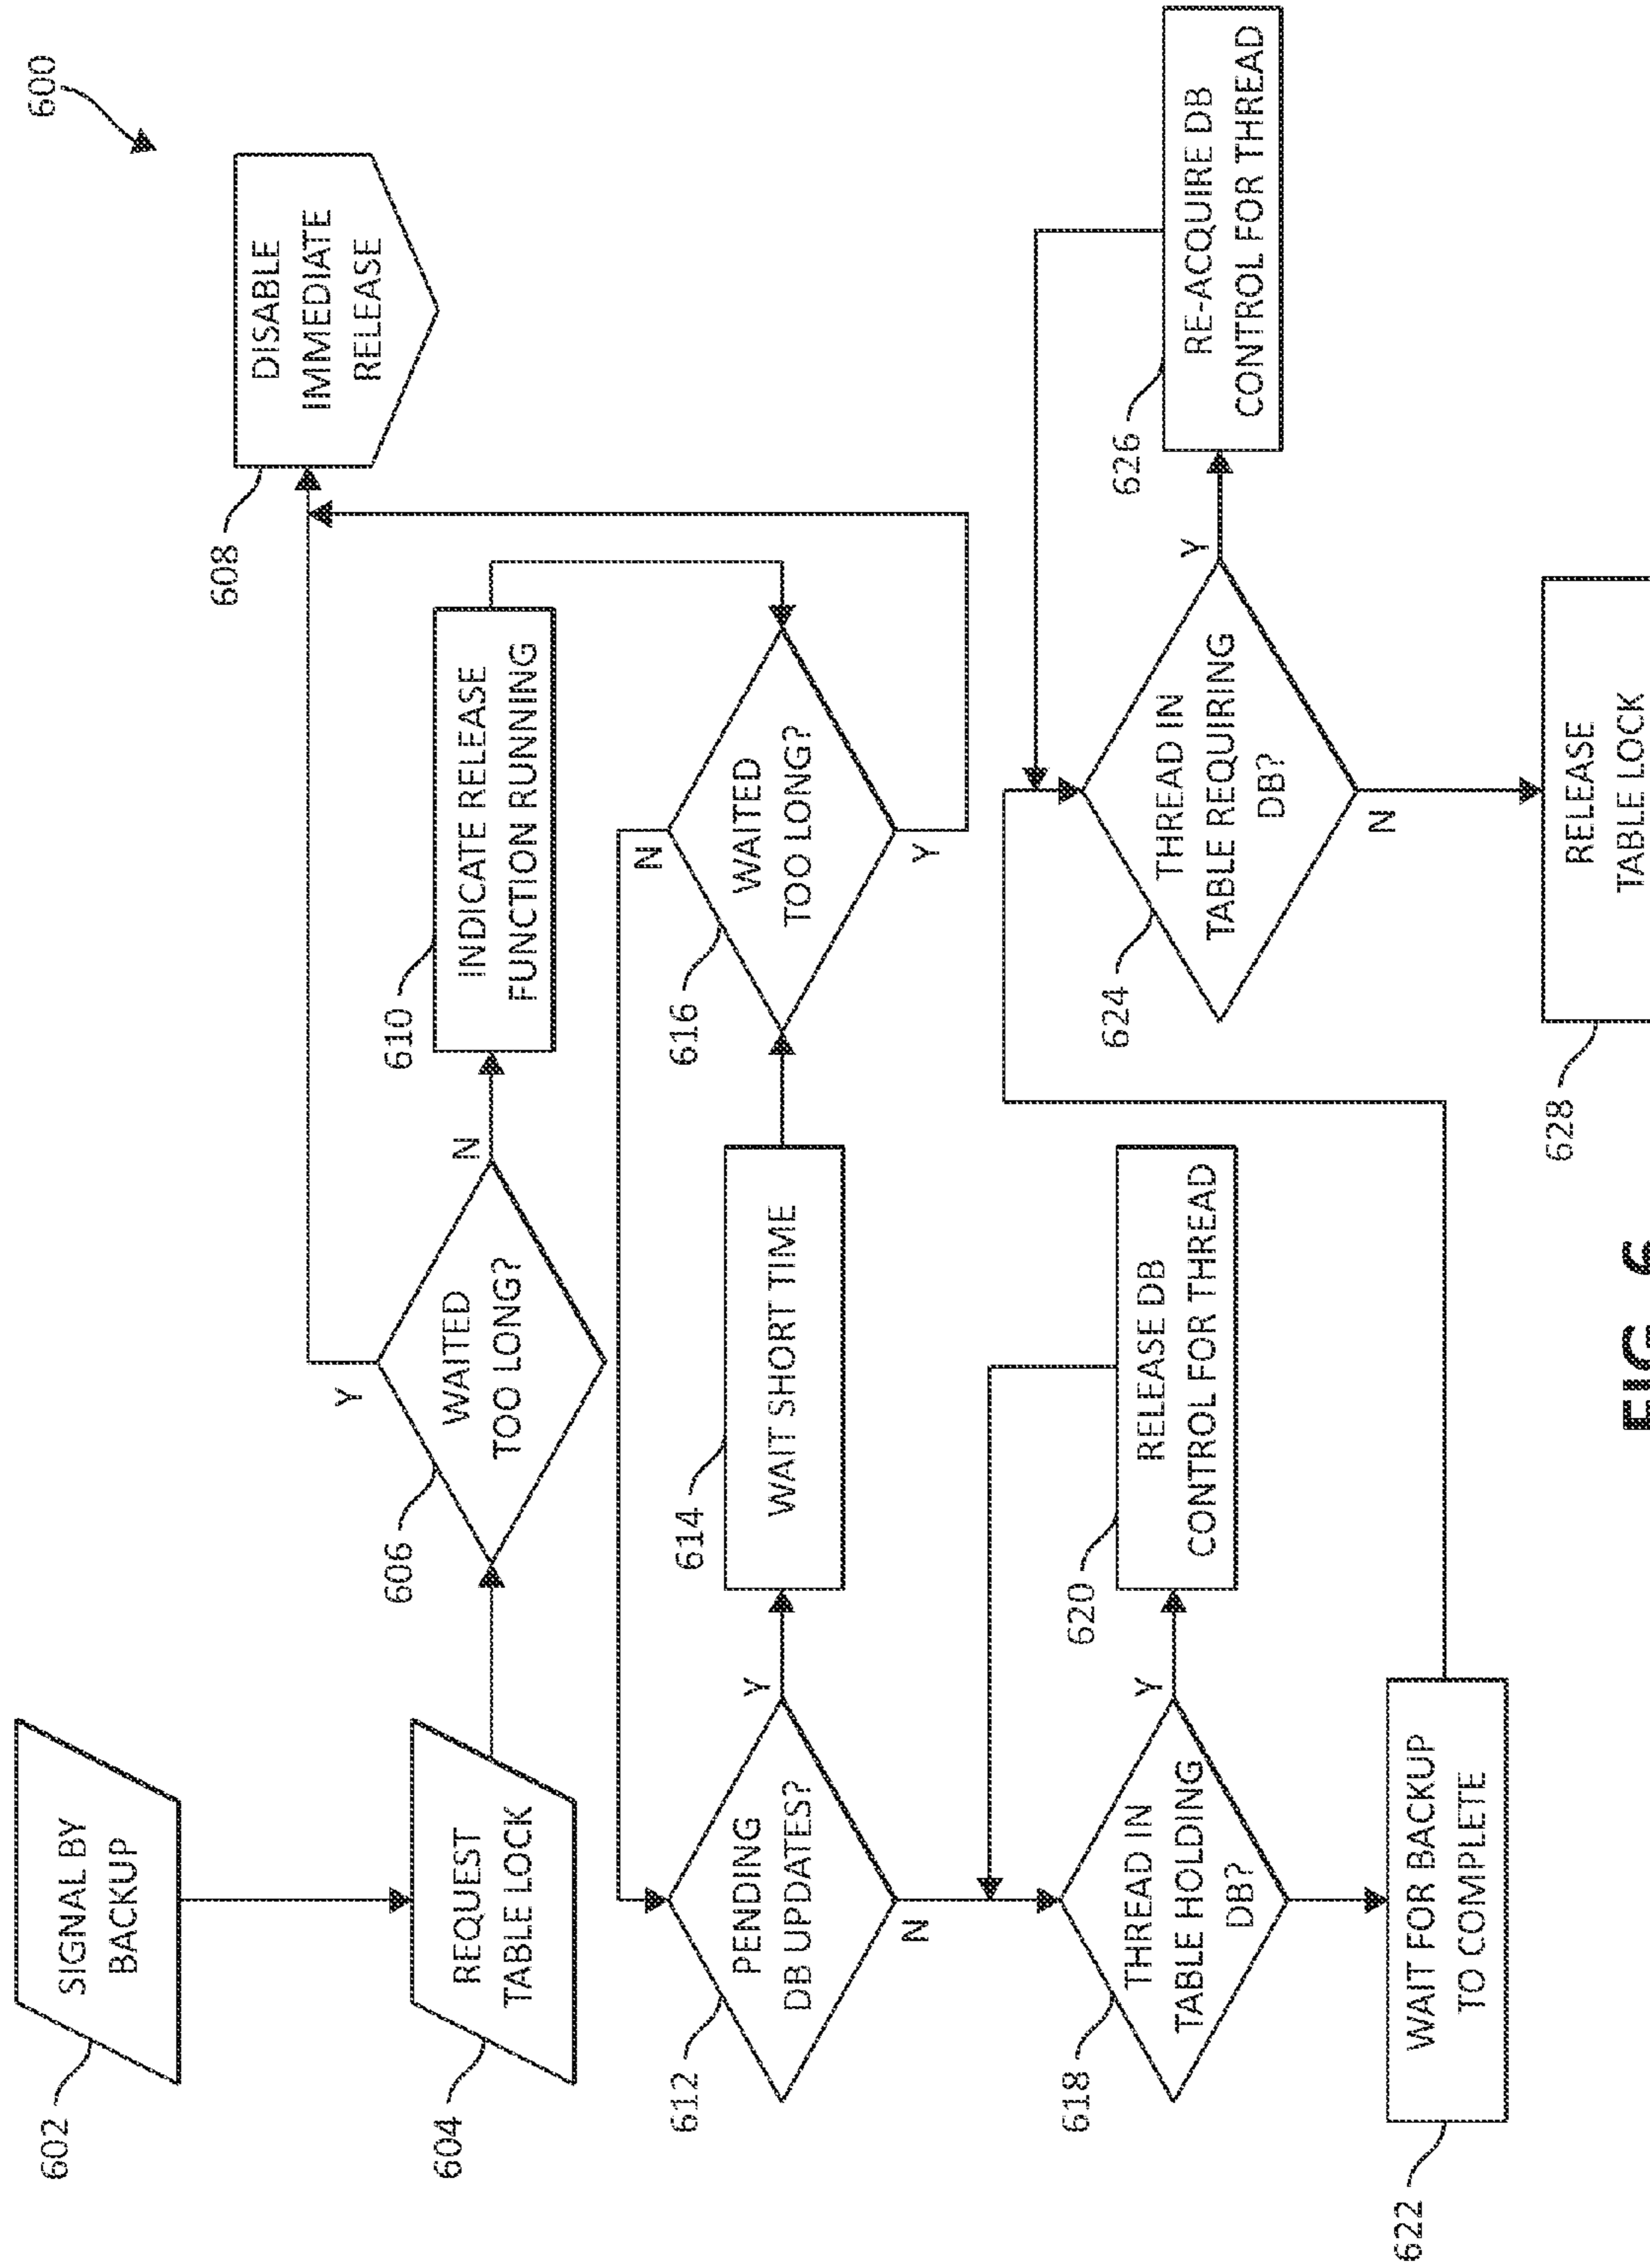 600
602
SIGNAL BY
BACKUP
604
REQUEST
TABLE LOCK
606
WAITED
TOO LONG?
Y
N
608
DISABLE
IMMEDIATE
RELEASE
610
INDICATE RELEASE
FUNCTION RUNNING
612
PENDING
DB UPDATES?
Y
N
614
WAIT SHORT TIME
616
WAITED
TOO LONG?
N
Y
618
THREAD IN
TABLE HOLDING
DB?
Y
620
RELEASE DB
CONTROL FOR THREAD
622
WAIT FOR BACKUP
TO COMPLETE
624
THREAD IN
TABLE REQUIRING
DB?
Y
N
626
RE-ACQUIRE DB
CONTROL FOR THREAD
628
RELEASE
TABLE LOCK
FIG. 6